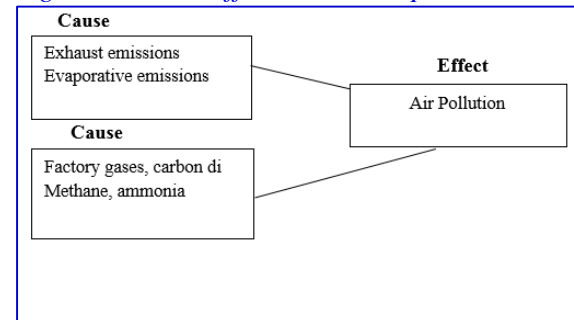 Cause
Exhaust emissions
Evaporative emissions
Effect
Air Pollution
Cause
Factory gases, carbon di
Methane, ammonia